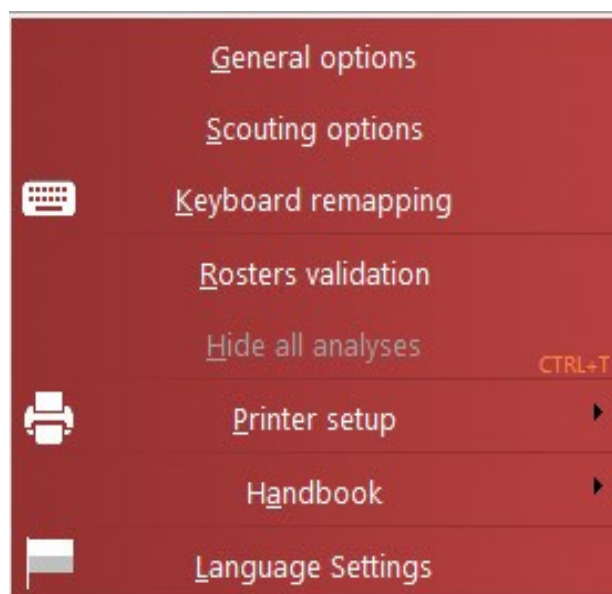 General options
Scouting options
Keyboard remapping
Rosters validation
Hide all analyses
CTRL+T
Printer setup
Handbook
Language Settings